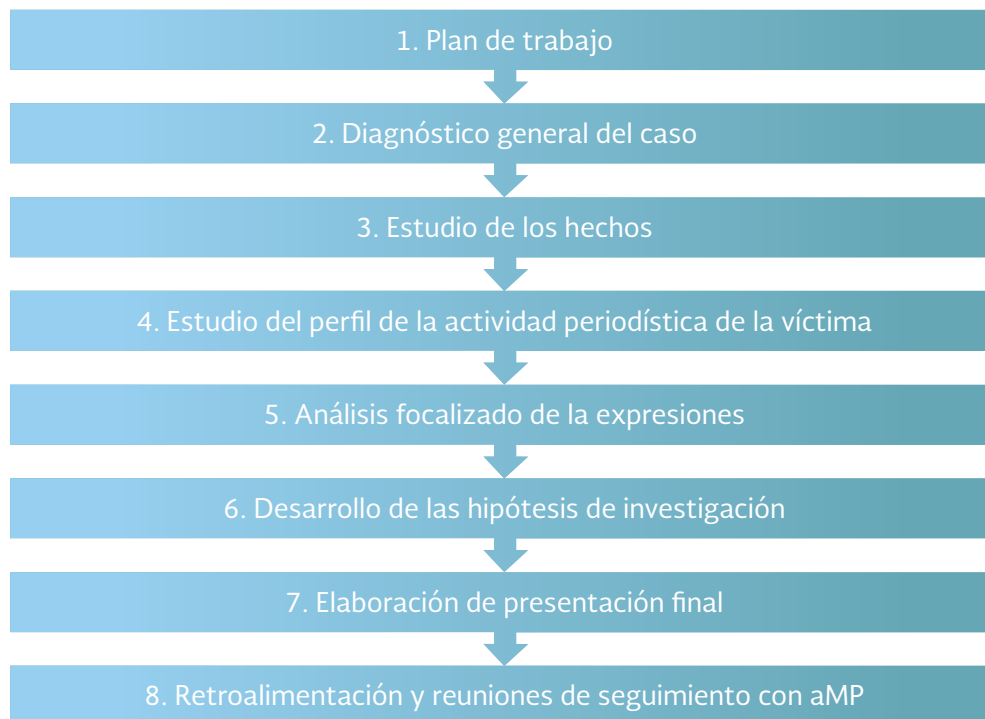 1. Plan de trabajo
2. Diagnóstico general del caso
3. Estudio de los hechos
4. Estudio del perfil de la actividad periodística de la víctima
5. Análisis focalizado de la expresiones
6. Desarrollo de las hipótesis de investigación
7. Elaboración de presentación final
8. Retroalimentación y reuniones de seguimiento con aMP